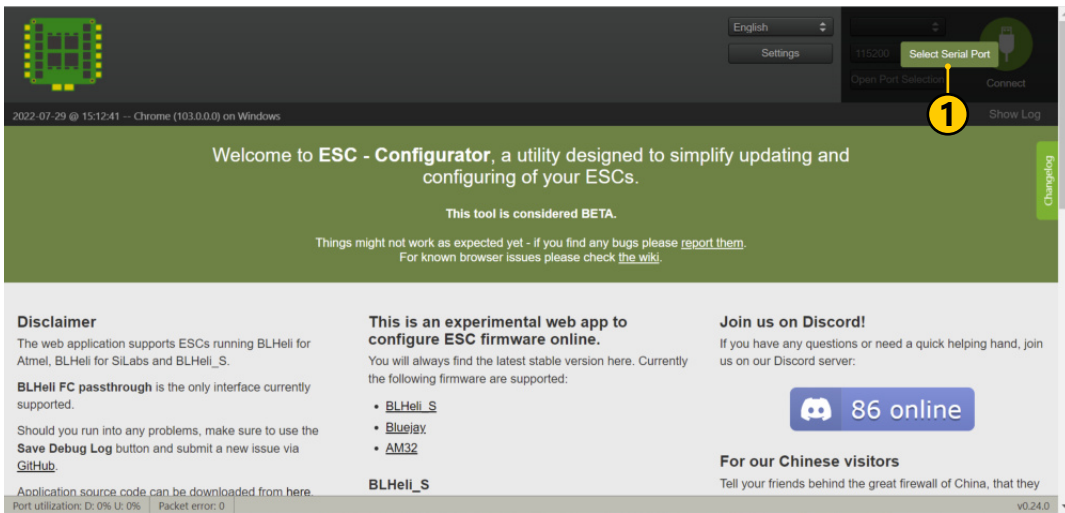 English
Settings
115200
Select Serial Port
Open Port Selection
Connect
1
2022-07-29 @ 15:12:41 -- Chrome (103.0.0.0) on Windows
Show Log
Welcome to ESC - Configurator, a utility designed to simplify updating and
configuring of your ESCs.
This tool is considered BETA.
Things might not work as expected yet - if you find any bugs please report them.
For known browser issues please check the wiki.
Changelog
Disclaimer
The web application supports ESCs running BLHeli for
Atmel, BLHeli for SiLabs and BLHeli_S.
BLHeli FC passthrough is the only interface currently
supported.
Should you run into any problems, make sure to use the
Save Debug Log button and submit a new issue via
GitHub.
Application source code can be downloaded from here.
This is an experimental web app to
configure ESC firmware online.
You will always find the latest stable version here. Currently
the following firmware are supported:
• BLHeli_S
• Bluejay
• AM32
BLHeli_S
Join us on Discord!
If you have any questions or need a quick helping hand, join
us on our Discord server:
86 online
For our Chinese visitors
Tell your friends behind the great firewall of China, that they
Port utilization: D: 0% U: 0%
Packet error: 0
v0.24.0